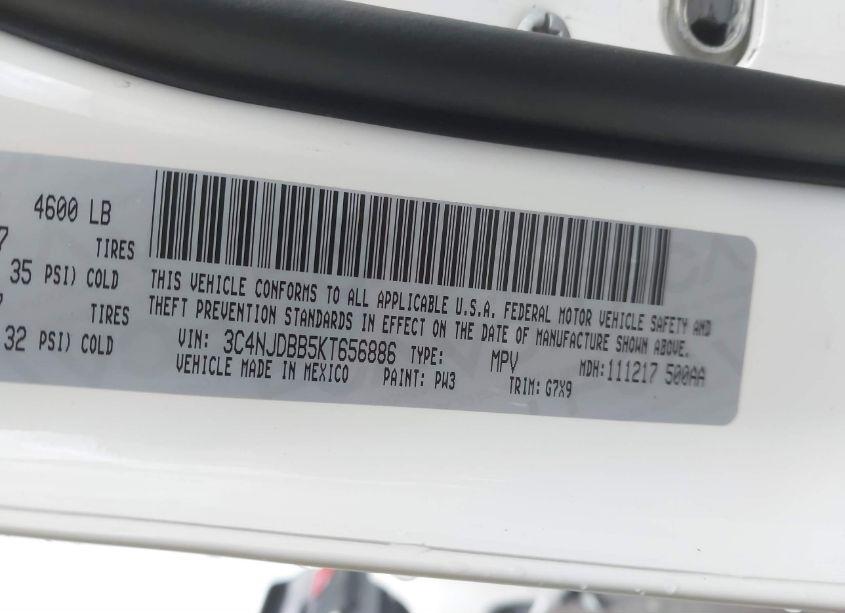 4600 LB
7 TIRES
35 PSI) COLD
TIRES
32 PSI) COLD
THIS VEHICLE CONFORMS TO ALL APPLICABLE U.S.A. FEDERAL MOTOR VEHICLE SAFETY AND
THEFT PREVENTION STANDARDS IN EFFECT ON THE DATE OF MANUFACTURE SHOWN ABOVE.
VIN: 3C4NJDBB5KT656886 TYPE: MPV MDH:111217 500AA
VEHICLE MADE IN MEXICO PAINT: PW3 TRIM: G7X9